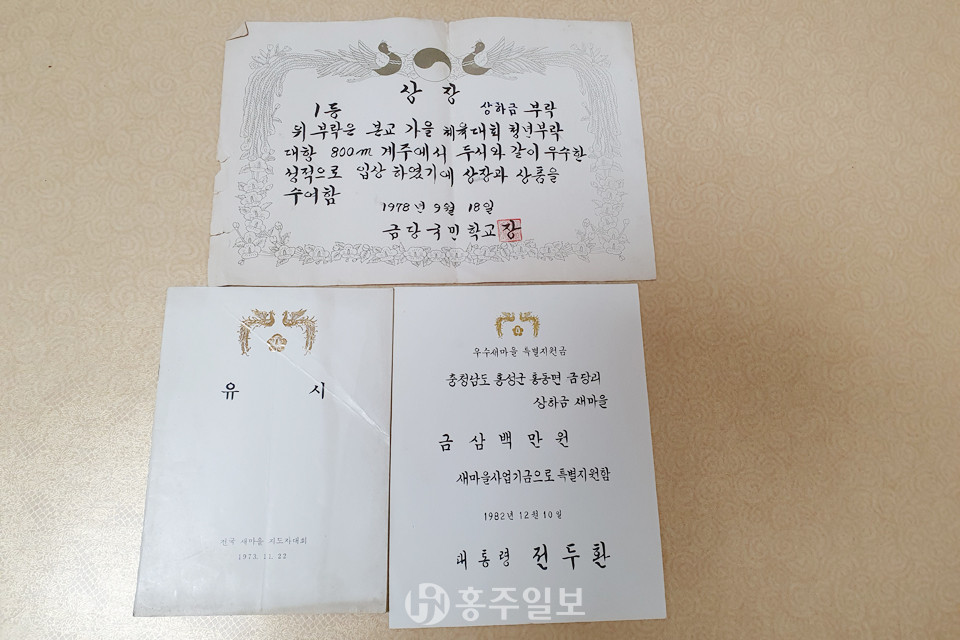 상 장
1등 상하금 부락
위 부락은 본교 가을 체육대회 청년부락
대항 800m 계주에서 두서와 같이 우수한
성적으로 입상 하였기에 상장과 상품을
수여함
1978년 9월 18일
금당국민학교장
유 시
전국 새마을 지도자대회
1973. 11. 22
우수새마을 특별지원금
충청남도 홍성군 홍동면 금당리
상하금 새마을
금 삼 백 만 원
새마을사업기금으로 특별지원함
1982년 12월 10일
대통령 전두환
홍주일보